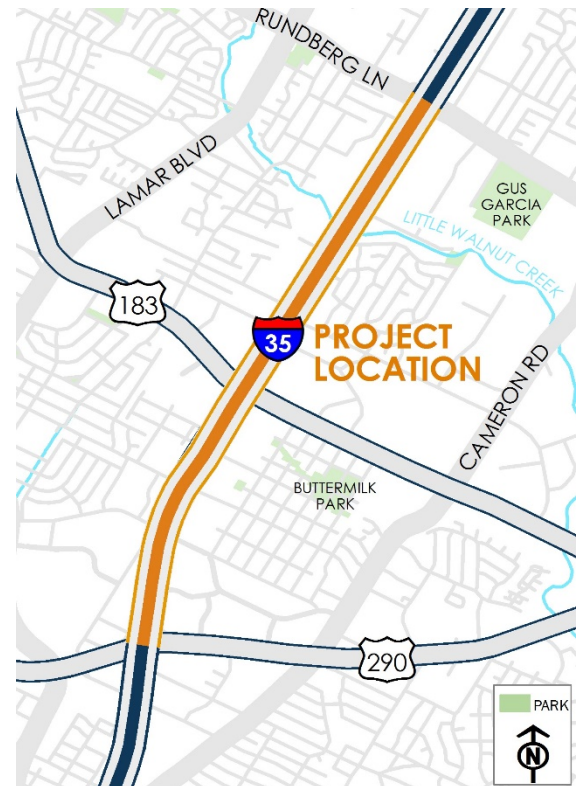 RUNDBERG LN
LAMAR BLVD
GUS
GARCIA
PARK
LITTLE WALNUT CREEK
183
35
PROJECT
LOCATION
CAMERON RD
BUTTERMILK
PARK
290
PARK
N